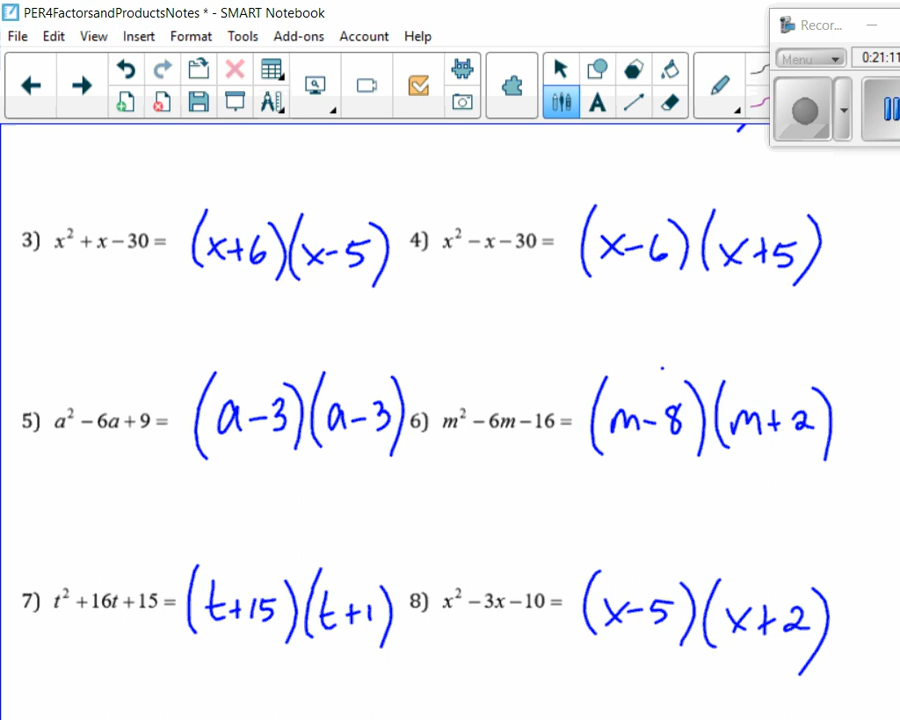 PER4FactorsandProductsNotes * - SMART Notebook
File Edit View Insert Format Tools Add-ons Account Help
Recor...
Menu 0:21:11
3) x² + x − 30 = (x+6)(x−5) 4) x² − x − 30 = (x−6)(x+5)
5) a² − 6a + 9 = (a−3)(a−3) 6) m² − 6m − 16 = (m−8)(m+2)
7) t² + 16t + 15 = (t+15)(t+1) 8) x² − 3x − 10 = (x−5)(x+2)